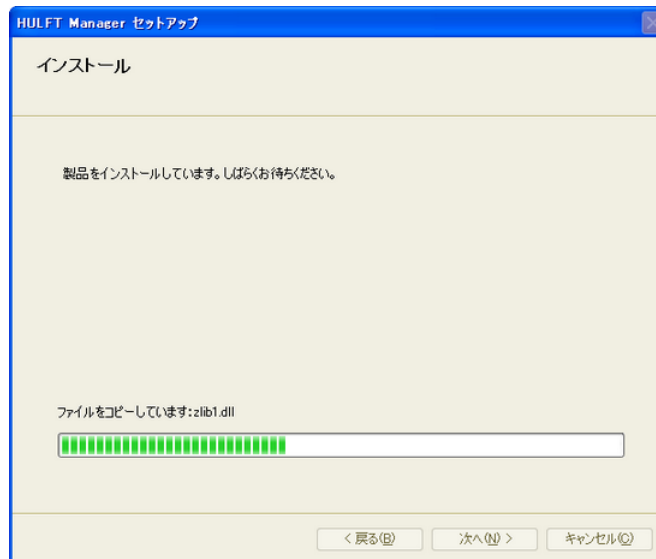 HULFT Manager セットアップ
インストール
製品をインストールしています。しばらくお待ちください。
ファイルをコピーしています:zlib1.dll
< 戻る(B)
次へ(N) >
キャンセル(C)